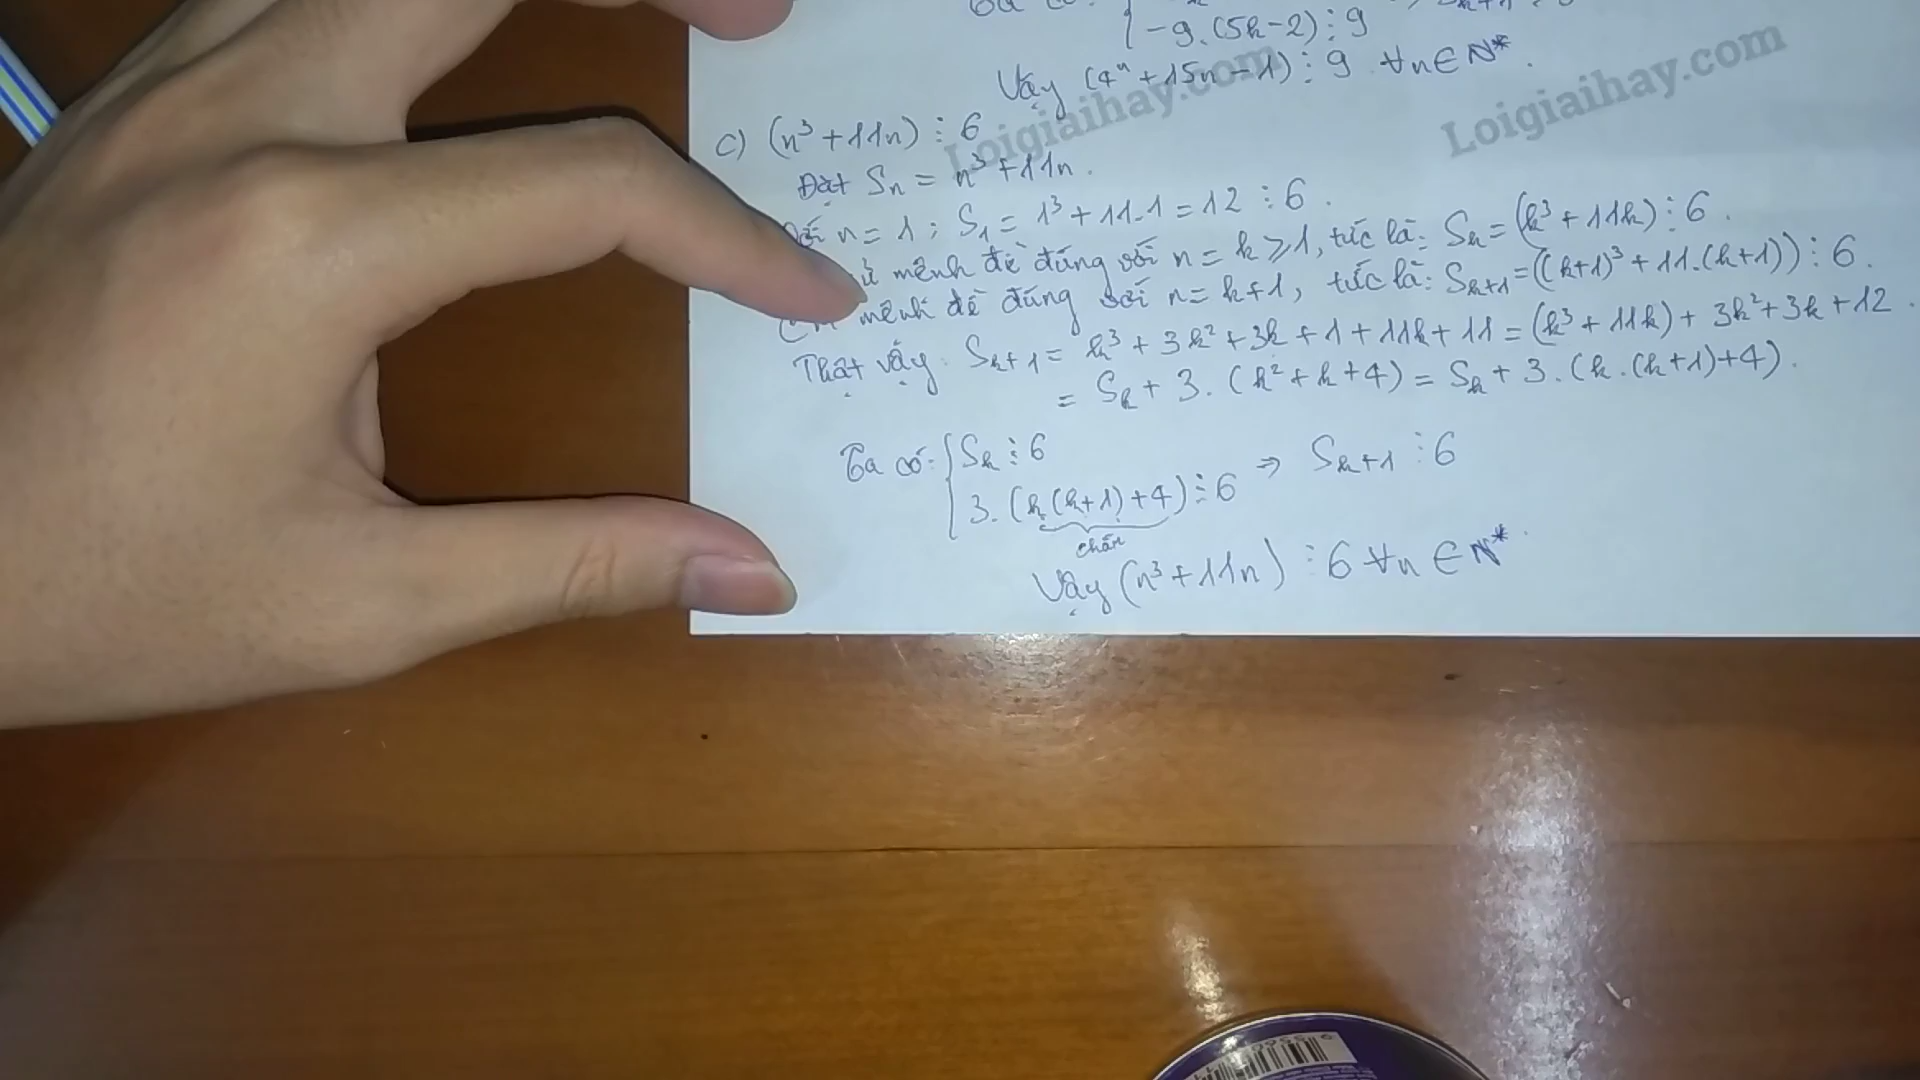 Ta có:
-9.(5k-2) ⋮ 9
Vậy (4ⁿ + 15n - 1) ⋮ 9 ∀n ∈ N*.
Loigiaihay.com
Loigiaihay.com
c) (n³ + 11n) ⋮ 6
Đặt Sₙ = n³ + 11n.
n = 1 ; S₁ = 1³ + 11.1 = 12 ⋮ 6.
mệnh đề đúng với n = k ⩾ 1, tức là: Sₖ = (k³ + 11k) ⋮ 6.
mệnh đề đúng với n = k+1, tức là: Sₖ₊₁ = ((k+1)³ + 11.(k+1)) ⋮ 6.
Thật vậy: Sₖ₊₁ = k³ + 3k² + 3k + 1 + 11k + 11 = (k³ + 11k) + 3k² + 3k + 12.
= Sₖ + 3.(k² + k + 4) = Sₖ + 3.(k.(k+1)+4).
Ta có: { Sₖ ⋮ 6
3.(k(k+1)+4) ⋮ 6 ⇒ Sₖ₊₁ ⋮ 6
chẵn
Vậy (n³ + 11n) ⋮ 6 ∀n ∈ N*.